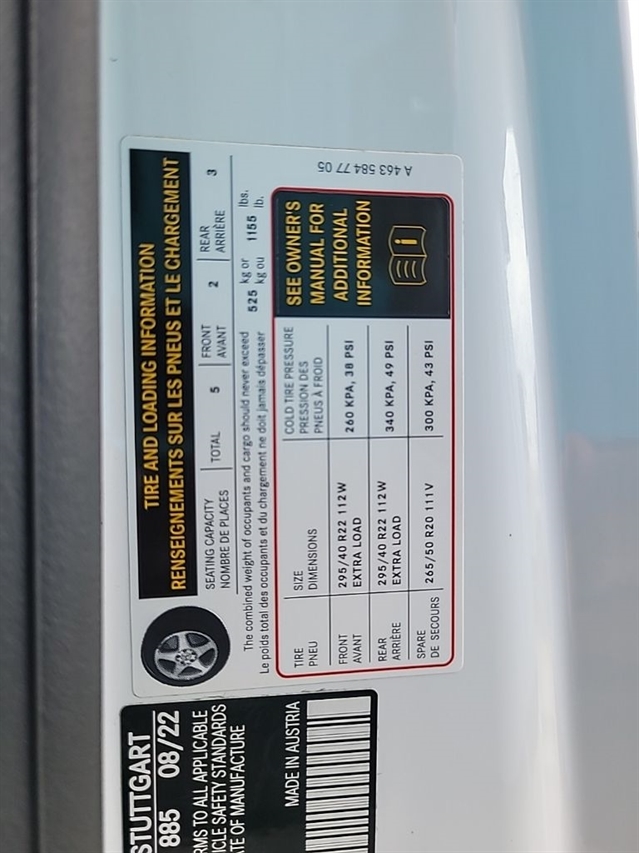 TIRE AND LOADING INFORMATION
RENSEIGNEMENTS SUR LES PNEUS ET LE CHARGEMENT
SEATING CAPACITY TOTAL 5 FRONT 2 REAR 3
NOMBRE DE PLACES AVANT ARRIÈRE
The combined weight of occupants and cargo should never exceed 525 kg or 1155 lbs.
Le poids total des occupants et du chargement ne doit jamais dépasser kg ou lb.
TIRE SIZE COLD TIRE PRESSURE
PNEU DIMENSIONS PRESSION DES
PNEUS À FROID
FRONT 295/40 R22 112W 260 KPA, 38 PSI
AVANT EXTRA LOAD
REAR 295/40 R22 112W 340 KPA, 49 PSI
ARRIÈRE EXTRA LOAD
SPARE 265/50 R20 111V 300 KPA, 43 PSI
DE SECOURS
SEE OWNER'S
MANUAL FOR
ADDITIONAL
INFORMATION
A 463 584 77 05
STUTTGART
885 08/22
RMS TO ALL APPLICABLE
ICLE SAFETY STANDARDS
TE OF MANUFACTURE
MADE IN AUSTRIA